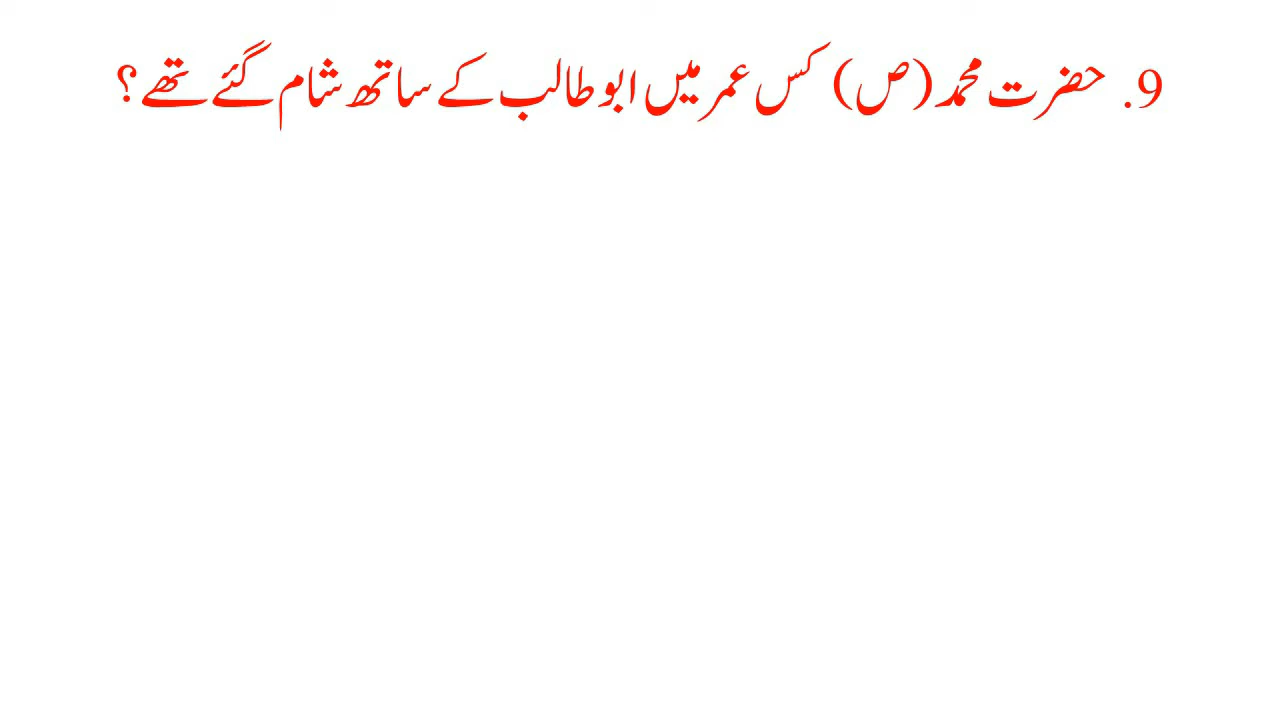 9. حضرت محمد (ص) کس عمر میں ابو طالب کے ساتھ شام گئے تھے ؟